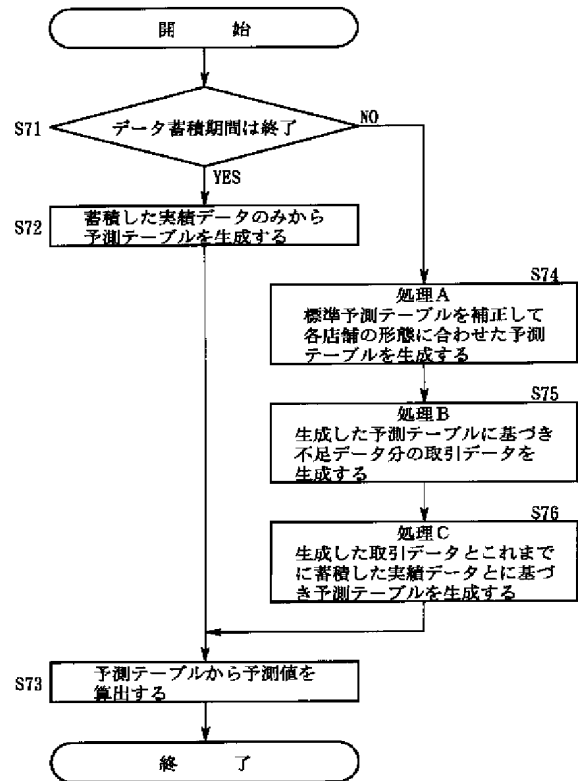 開 始
S71
データ蓄積期間は終了
NO
YES
S72
蓄積した実績データのみから
予測テーブルを生成する
S74
処理A
標準予測テーブルを補正して
各店舗の形態に合わせた予測
テーブルを生成する
S75
処理B
生成した予測テーブルに基づき
不足データ分の取引データを
生成する
S76
処理C
生成した取引データとこれまで
に蓄積した実績データとに基づ
き予測テーブルを生成する
S73
予測テーブルから予測値を
算出する
終 了